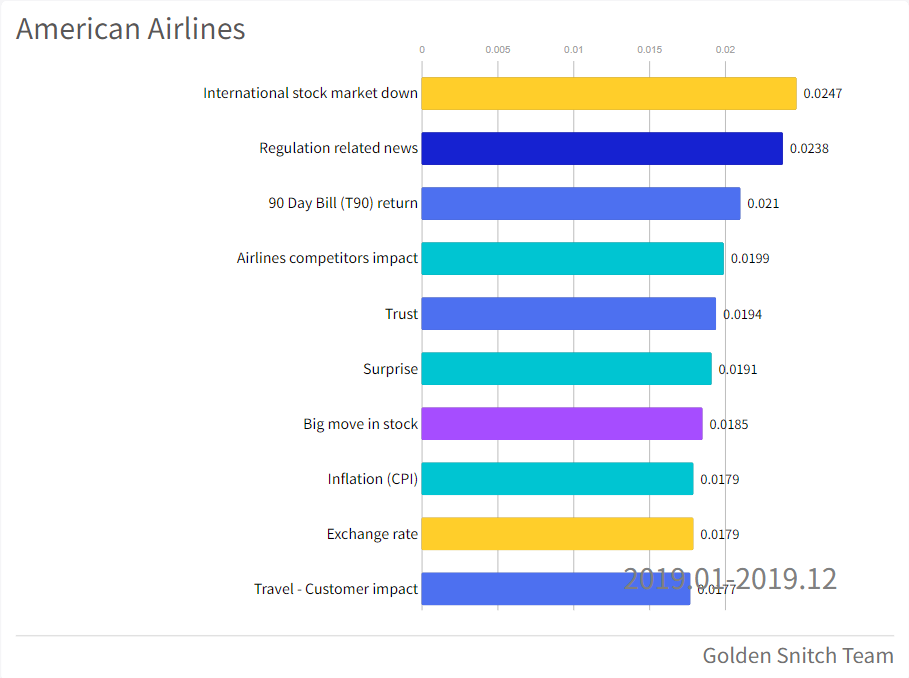 American Airlines
0 0.005 0.01 0.015 0.02
International stock market down 0.0247
Regulation related news 0.0238
90 Day Bill (T90) return 0.021
Airlines competitors impact 0.0199
Trust 0.0194
Surprise 0.0191
Big move in stock 0.0185
Inflation (CPI) 0.0179
Exchange rate 0.0179
2019.01-2019.12
Travel - Customer impact 0.0177
Golden Snitch Team